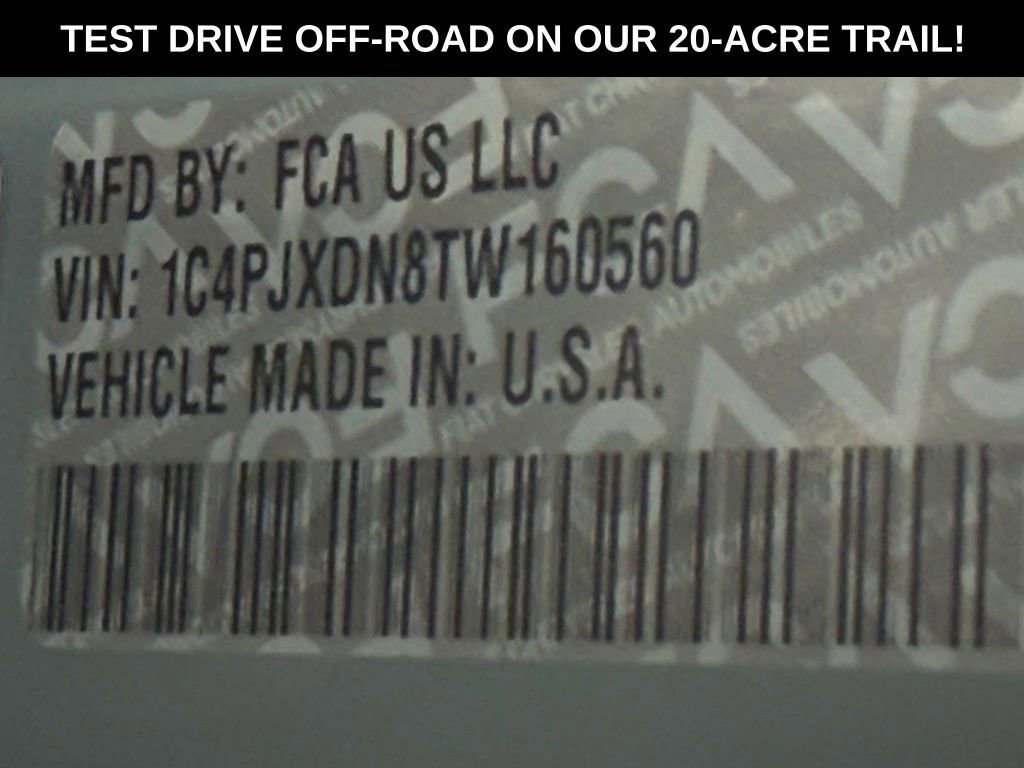 TEST DRIVE OFF-ROAD ON OUR 20-ACRE TRAIL!
MFD BY: FCA US LLC
VIN: 1C4PJXDN8TW160560
VEHICLE MADE IN: U.S.A.